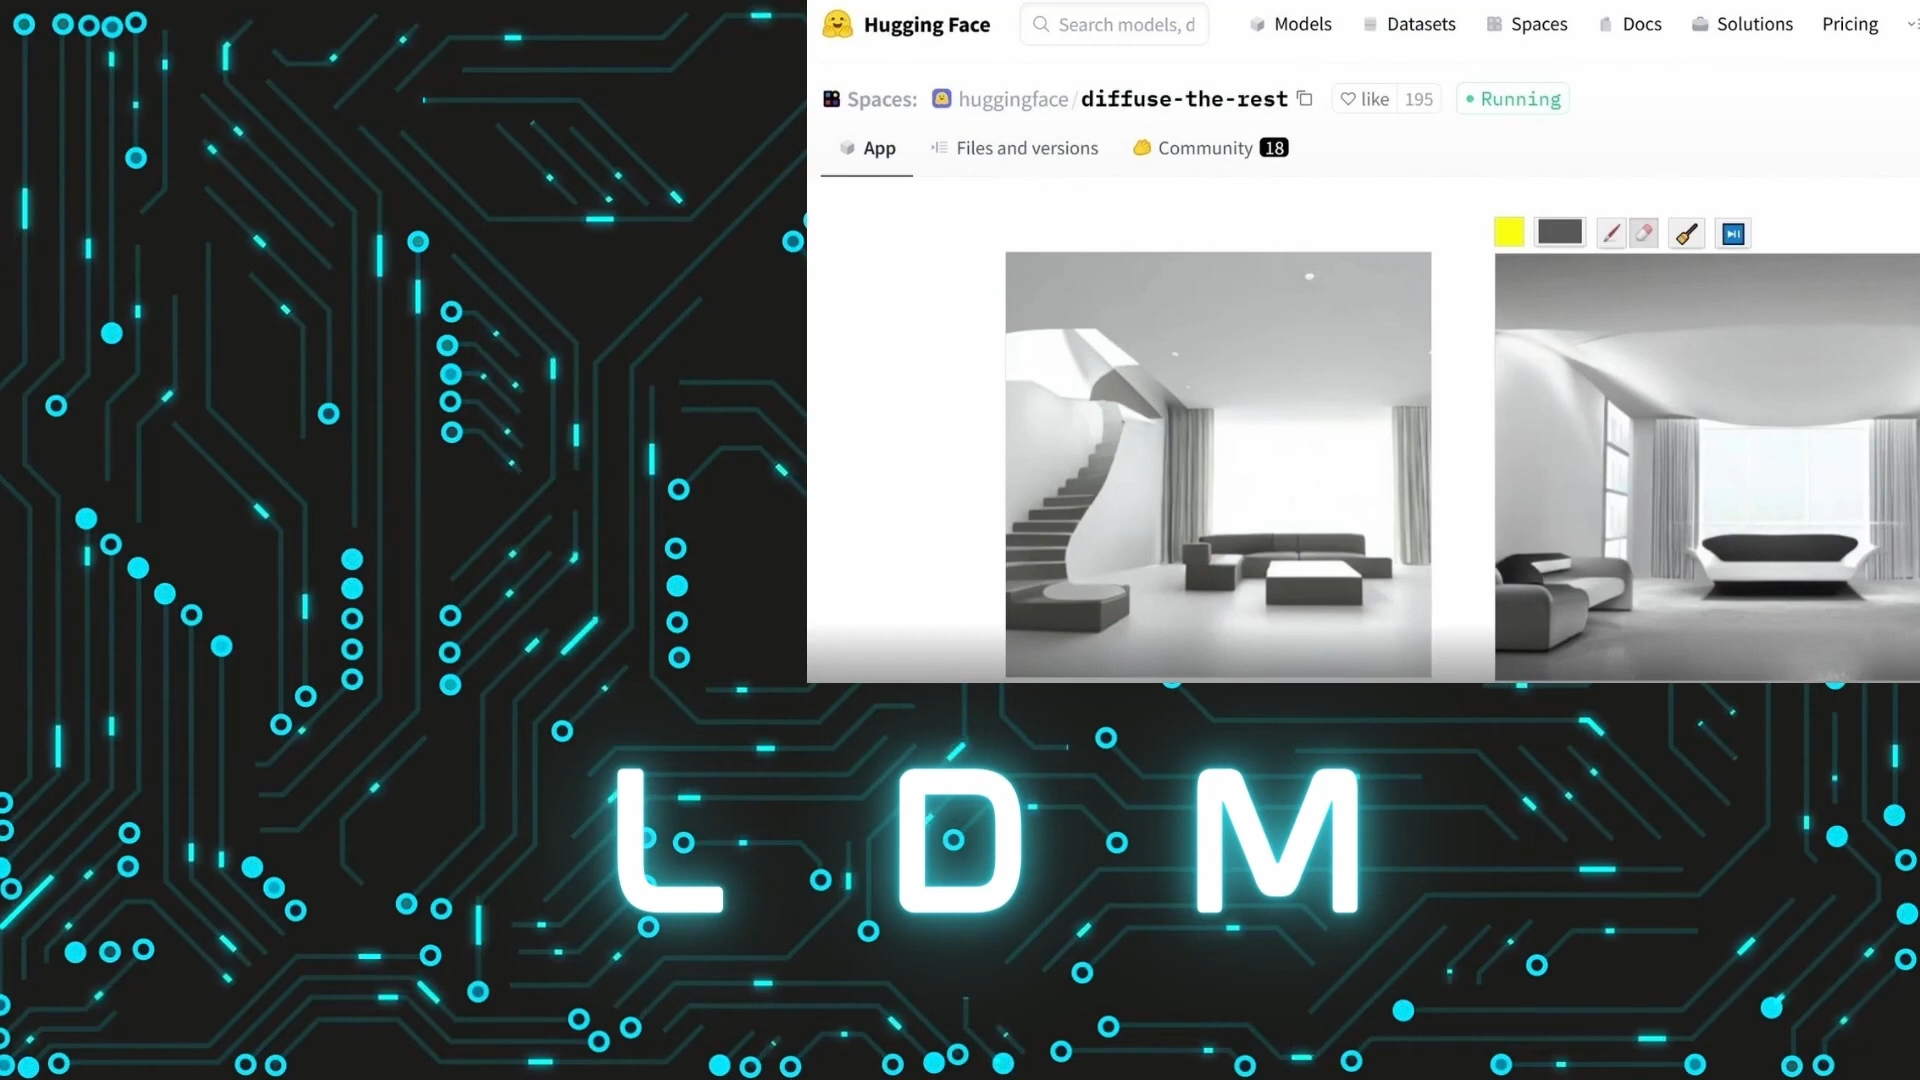 Hugging Face Search models, d Models Datasets Spaces Docs Solutions Pricing
Spaces: huggingface/diffuse-the-rest like 195 Running
App Files and versions Community 18
L D M